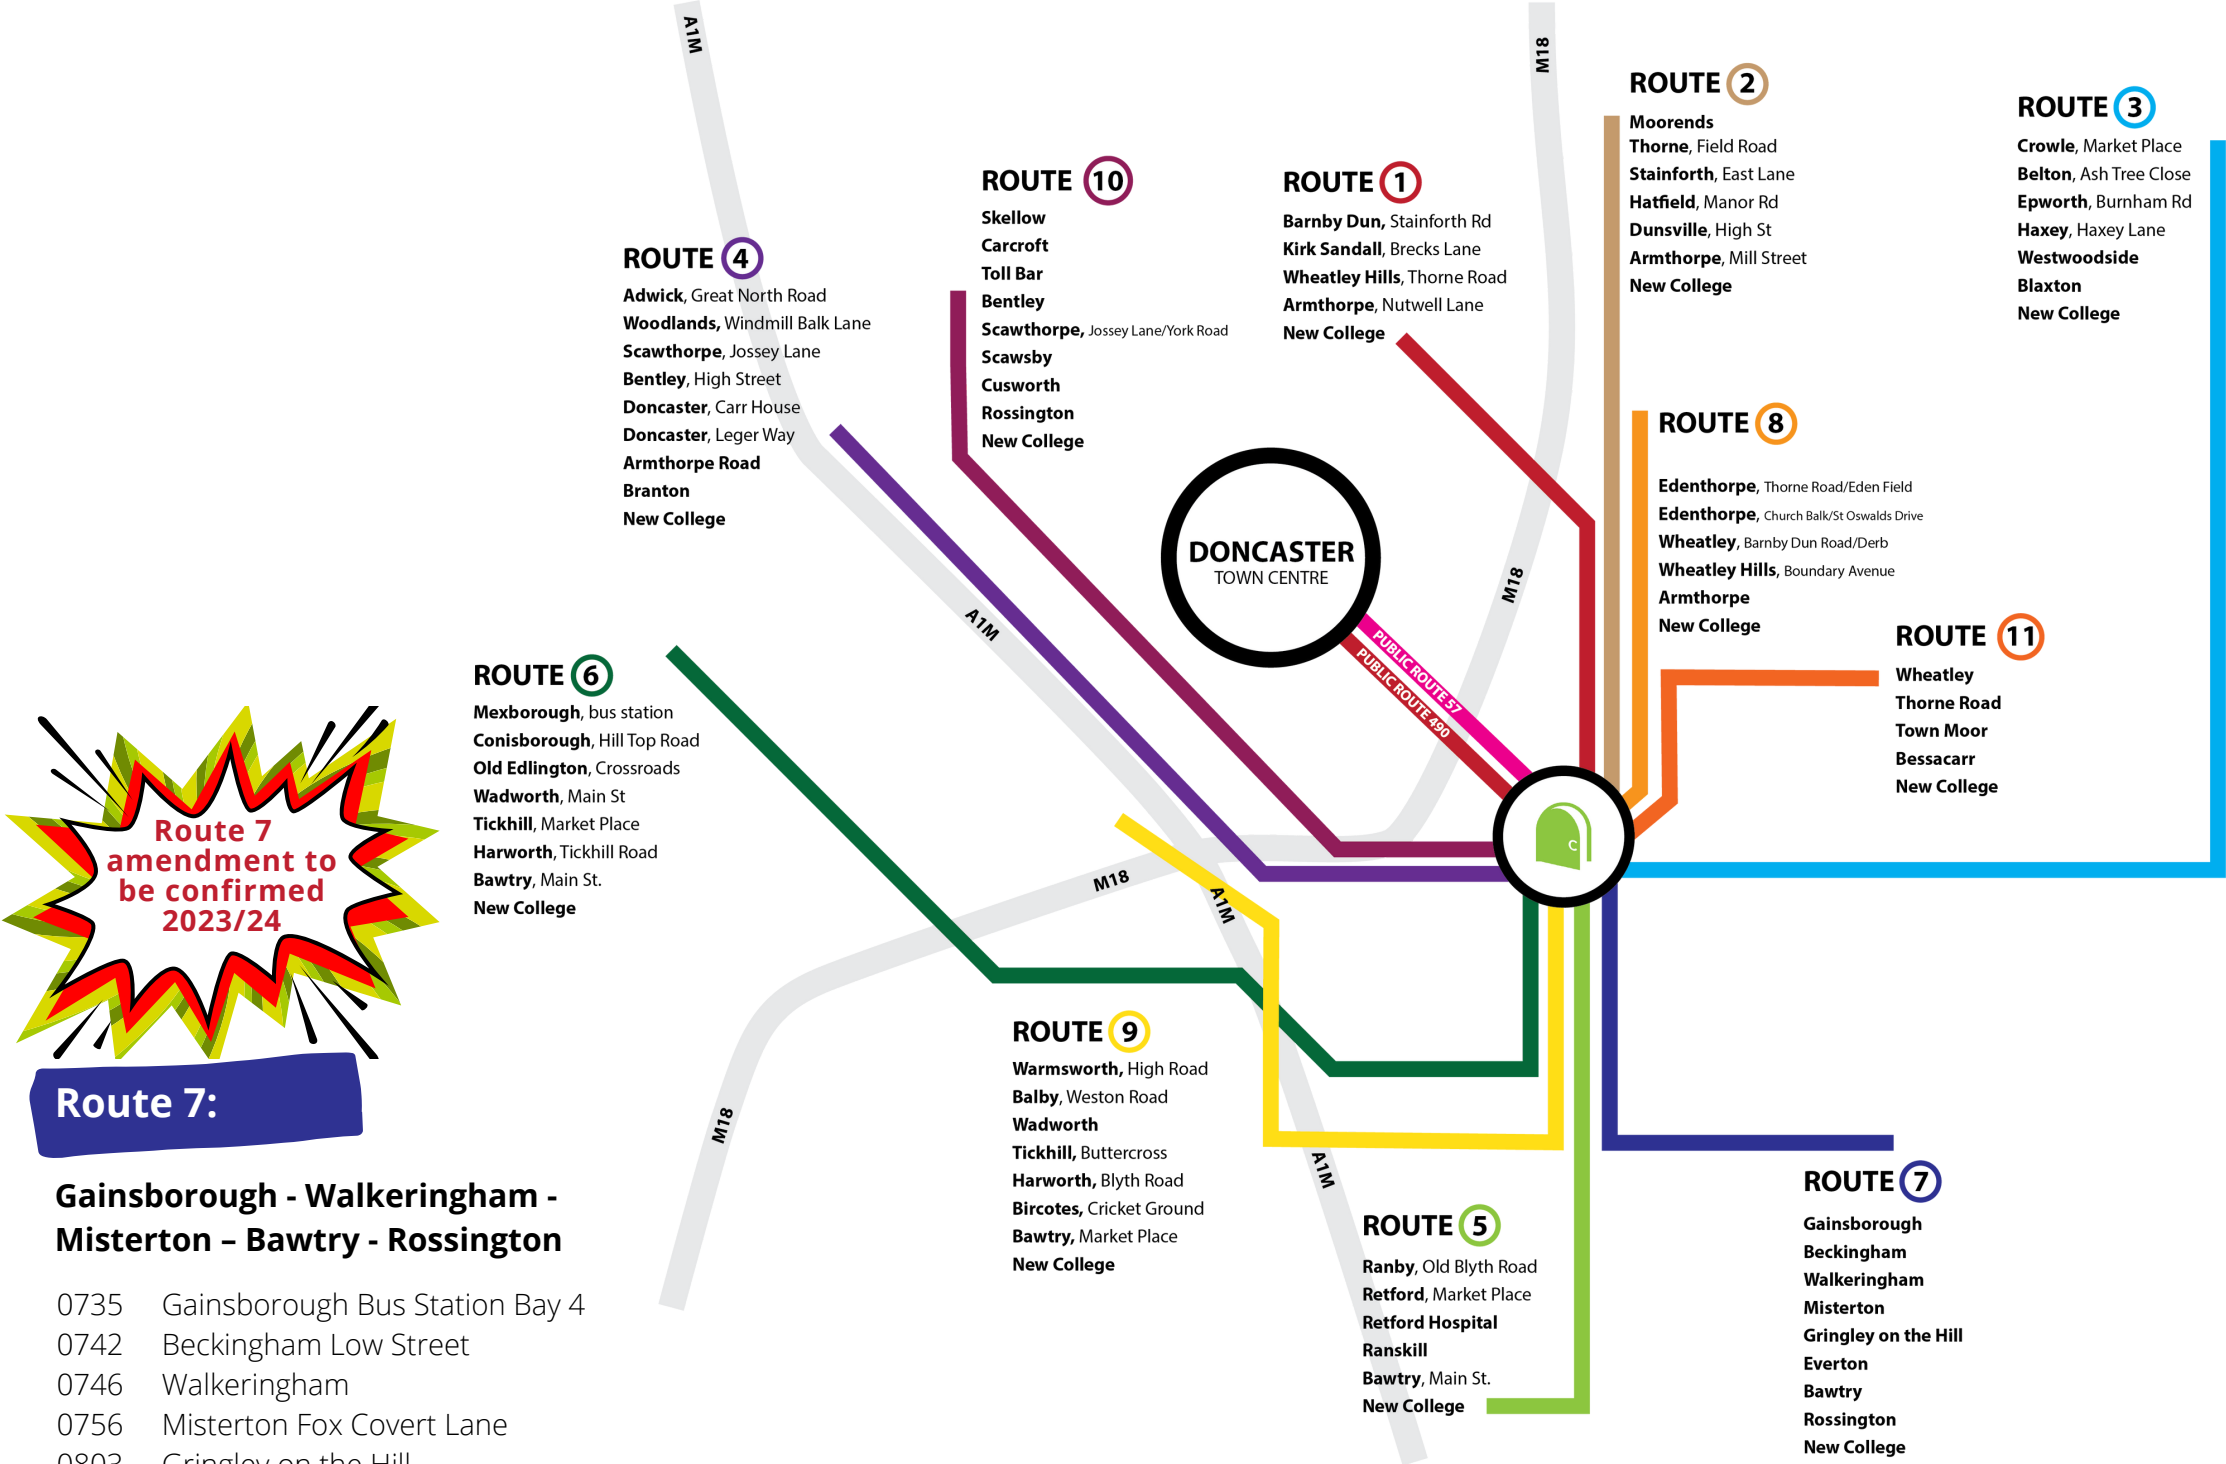 A1M
M18
ROUTE 2
Moorends
Thorne, Field Road
Stainforth, East Lane
Hatfield, Manor Rd
Dunsville, High St
Armthorpe, Mill Street
New College
ROUTE 3
Crowle, Market Place
Belton, Ash Tree Close
Epworth, Burnham Rd
Haxey, Haxey Lane
Westwoodside
Blaxton
New College
ROUTE 10
Skellow
Carcroft
Toll Bar
Bentley
Scawthorpe, Jossey Lane/York Road
Scawsby
Cusworth
Rossington
New College
ROUTE 1
Barnby Dun, Stainforth Rd
Kirk Sandall, Brecks Lane
Wheatley Hills, Thorne Road
Armthorpe, Nutwell Lane
New College
ROUTE 4
Adwick, Great North Road
Woodlands, Windmill Balk Lane
Scawthorpe, Jossey Lane
Bentley, High Street
Doncaster, Carr House
Doncaster, Leger Way
Armthorpe Road
Branton
New College
ROUTE 8
Edenthorpe, Thorne Road/Eden Field
Edenthorpe, Church Balk/St Oswalds Drive
Wheatley, Barnby Dun Road/Derb
Wheatley Hills, Boundary Avenue
Armthorpe
New College
DONCASTER
TOWN CENTRE
M18
A1M
PUBLIC ROUTE 57
PUBLIC ROUTE 490
ROUTE 11
Wheatley
Thorne Road
Town Moor
Bessacarr
New College
ROUTE 6
Mexborough, bus station
Conisborough, Hill Top Road
Old Edlington, Crossroads
Wadworth, Main St
Tickhill, Market Place
Harworth, Tickhill Road
Bawtry, Main St.
New College
C
M18
A1M
Route 7
amendment to
be confirmed
2023/24
ROUTE 9
Warmsworth, High Road
Balby, Weston Road
Wadworth
Tickhill, Buttercross
Harworth, Blyth Road
Bircotes, Cricket Ground
Bawtry, Market Place
New College
M18
A1M
ROUTE 5
Ranby, Old Blyth Road
Retford, Market Place
Retford Hospital
Ranskill
Bawtry, Main St.
New College
ROUTE 7
Gainsborough
Beckingham
Walkeringham
Misterton
Gringley on the Hill
Everton
Bawtry
Rossington
New College
Route 7:
Gainsborough - Walkeringham -
Misterton – Bawtry - Rossington
0735 Gainsborough Bus Station Bay 4
0742 Beckingham Low Street
0746 Walkeringham
0756 Misterton Fox Covert Lane
0803 Gringley on the Hill